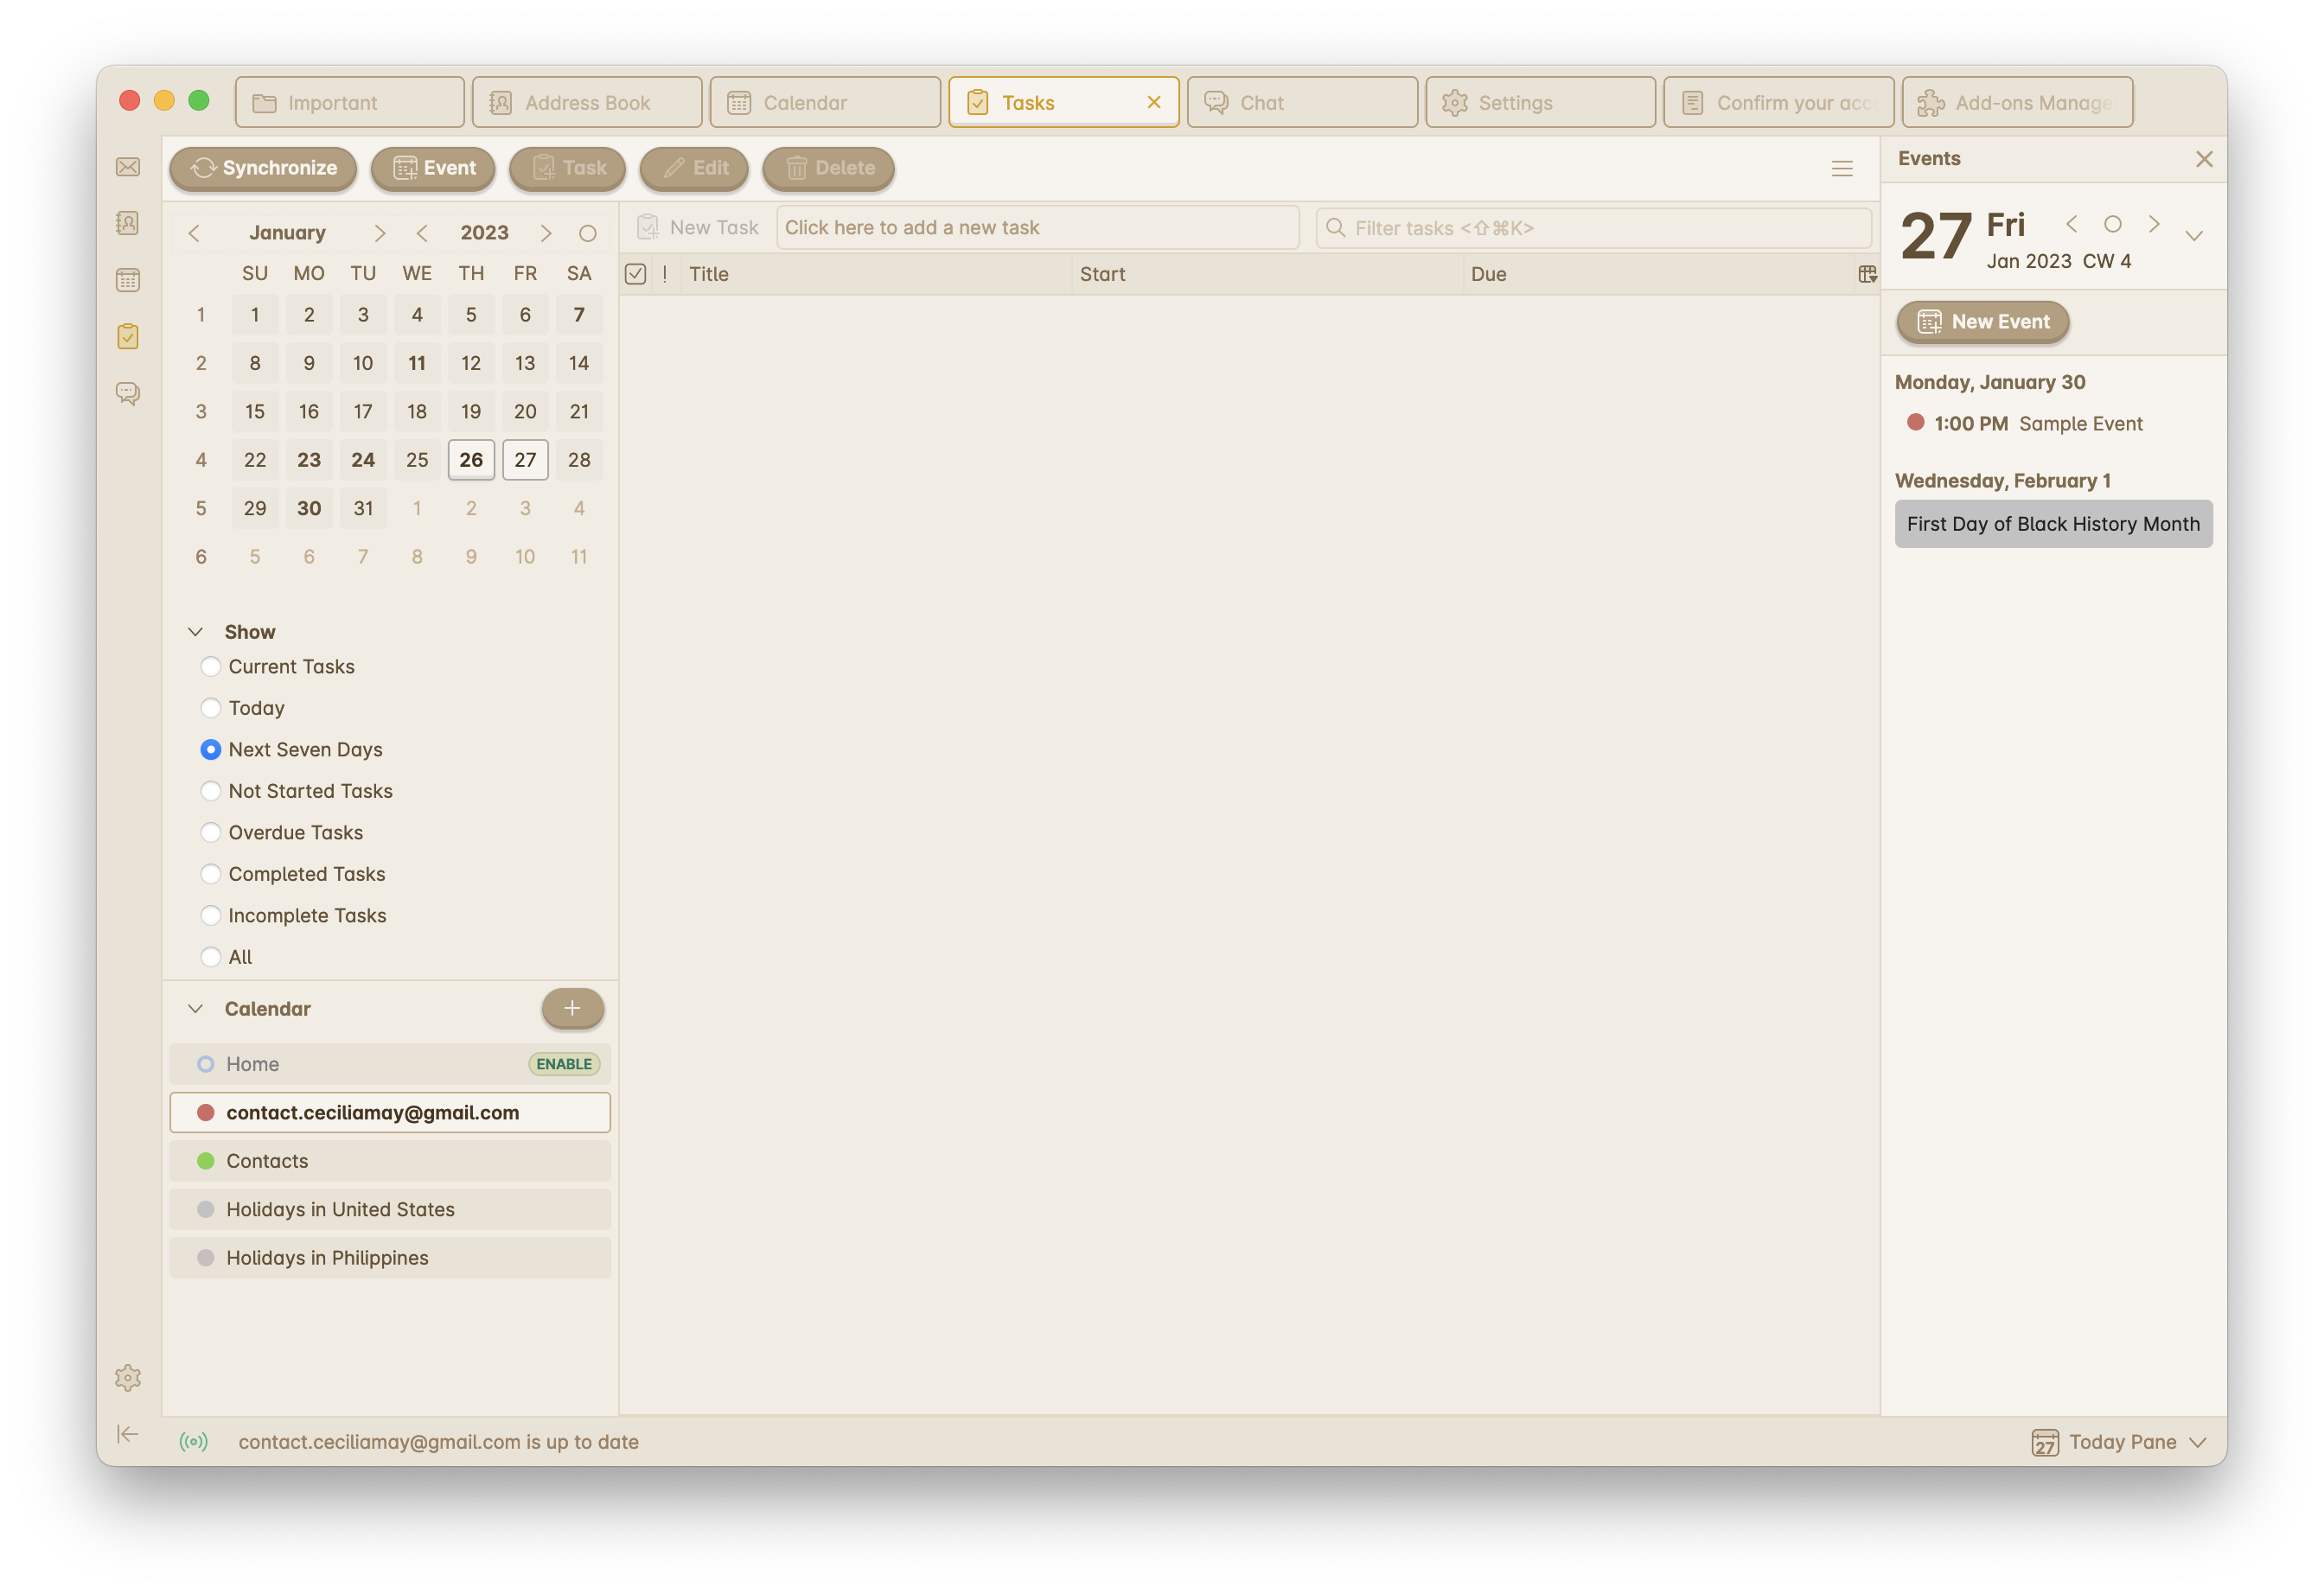 Important
Address Book
Calendar
Tasks
Chat
Settings
Confirm your acc
Add-ons Manage
Synchronize
Event
Task
Edit
Delete
January
2023
SU MO TU WE TH FR SA
1 1 2 3 4 5 6 7
2 8 9 10 11 12 13 14
3 15 16 17 18 19 20 21
4 22 23 24 25 26 27 28
5 29 30 31 1 2 3 4
6 5 6 7 8 9 10 11
Show
Current Tasks
Today
Next Seven Days
Not Started Tasks
Overdue Tasks
Completed Tasks
Incomplete Tasks
All
Calendar
Home ENABLE
contact.ceciliamay@gmail.com
Contacts
Holidays in United States
Holidays in Philippines
New Task
Click here to add a new task
Filter tasks <⇧⌘K>
! Title Start Due
Events
27 Fri
Jan 2023 CW 4
New Event
Monday, January 30
1:00 PM Sample Event
Wednesday, February 1
First Day of Black History Month
contact.ceciliamay@gmail.com is up to date
27 Today Pane